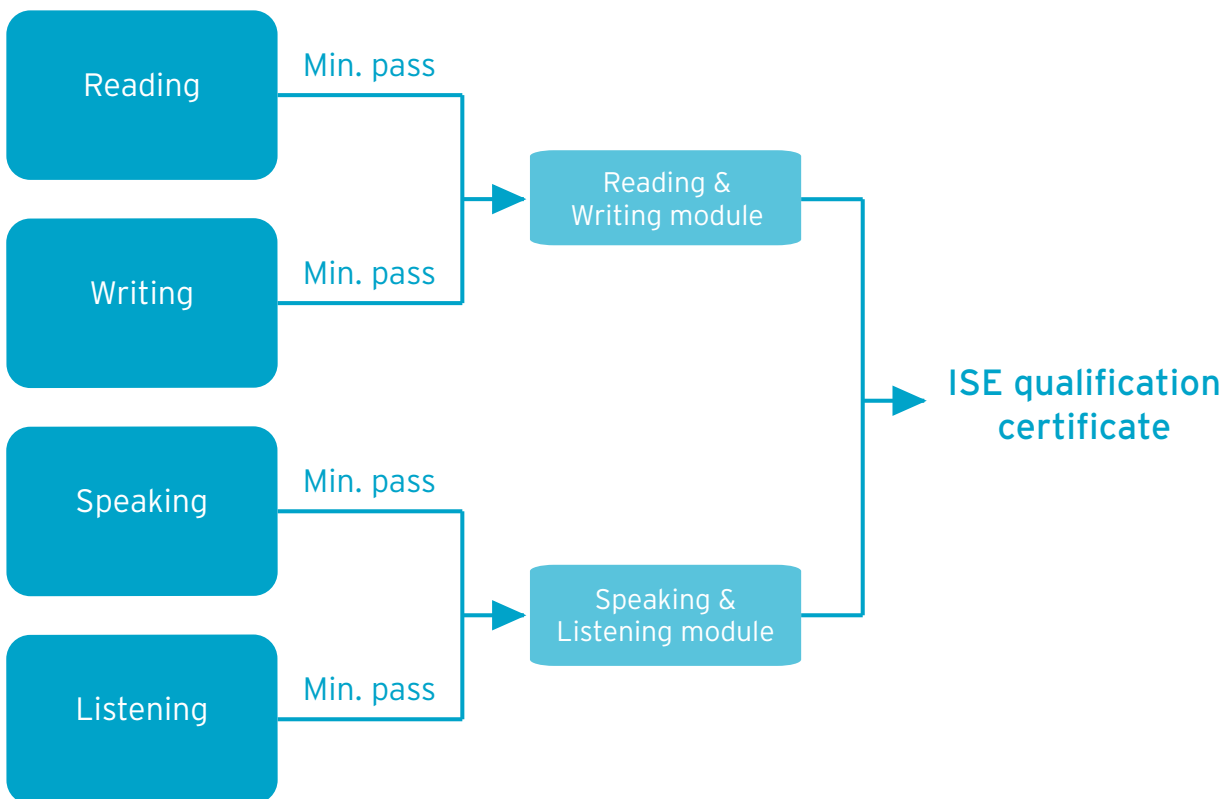 Reading
Min. pass
Reading &
Writing module
Writing
Min. pass
ISE qualification
certificate
Speaking
Min. pass
Speaking &
Listening module
Listening
Min. pass